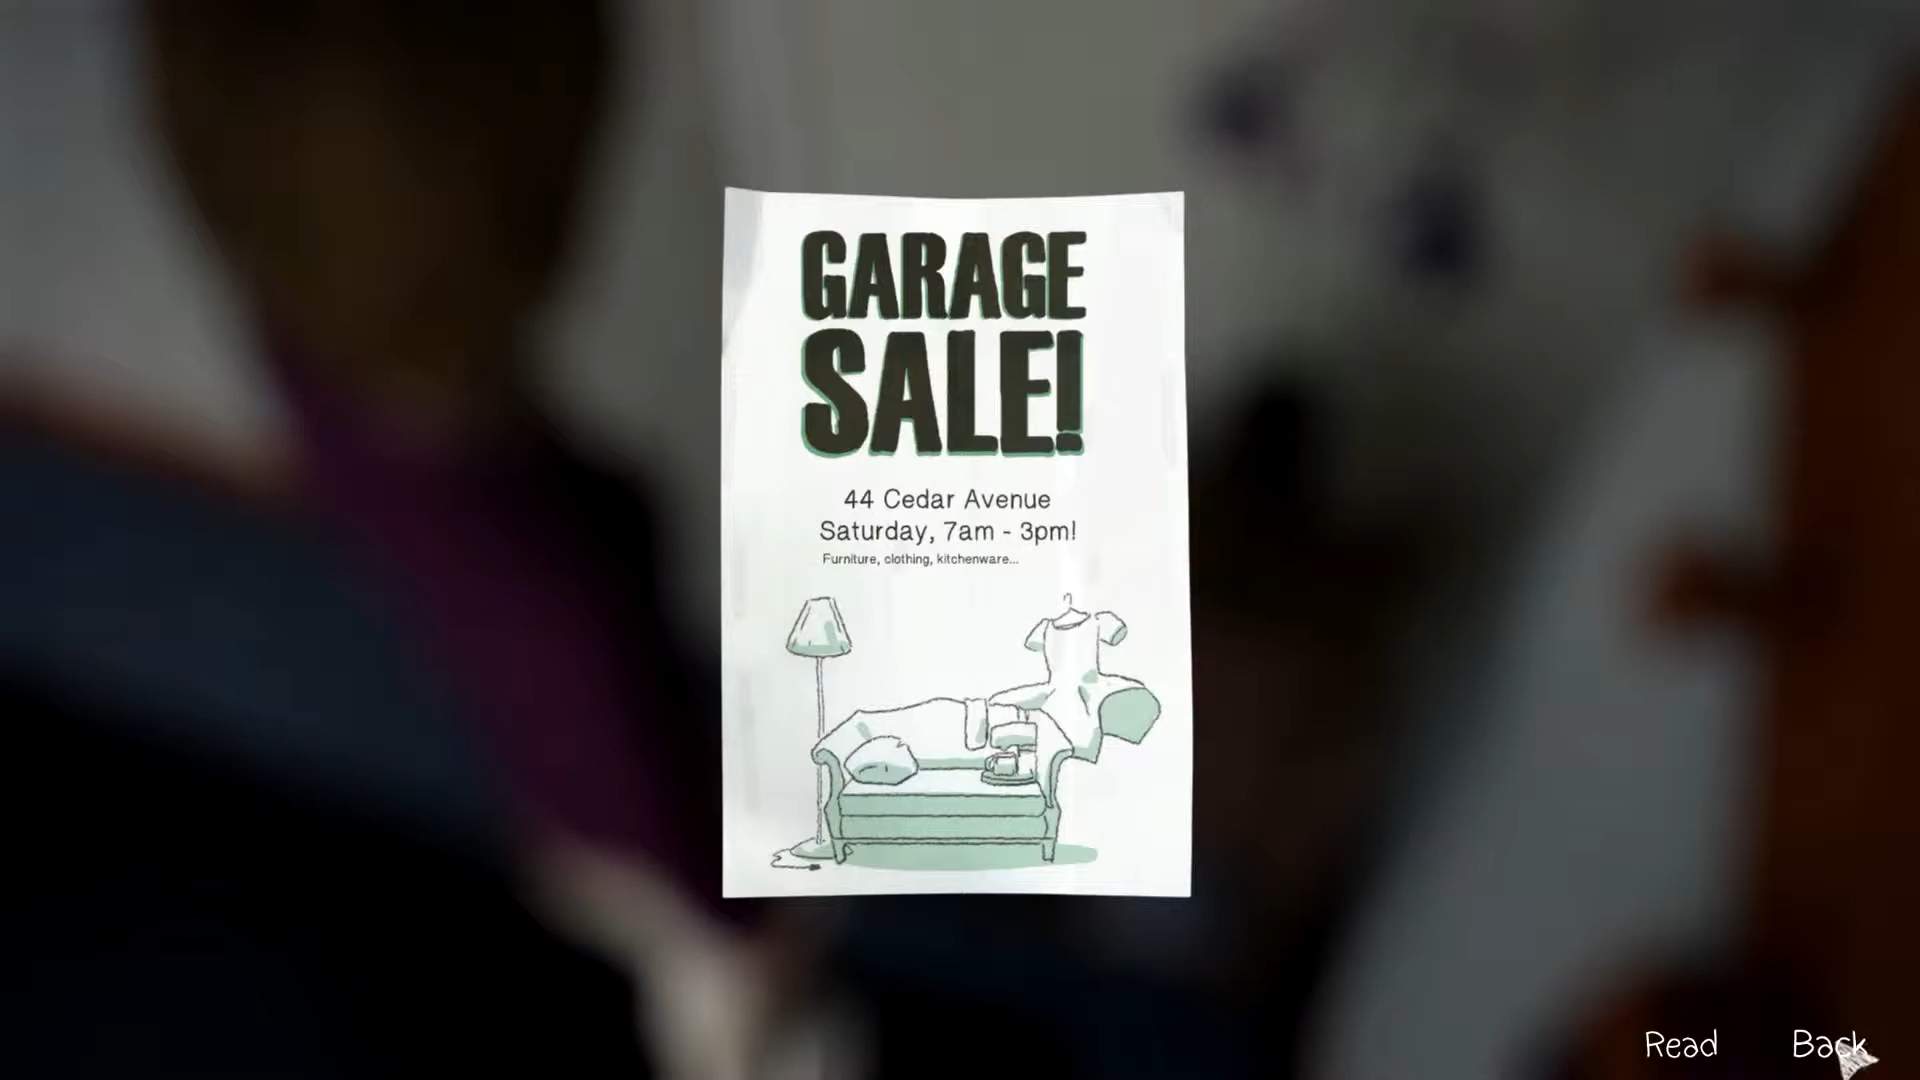 GARAGE
SALE!
44 Cedar Avenue
Saturday, 7am - 3pm!
Furniture, clothing, kitchenware...
Read Back